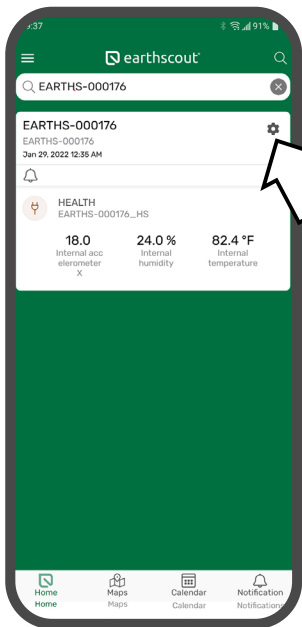 9:37
91%
earthscout
EARTHS-000176
EARTHS-000176
EARTHS-000176
Jan 29, 2022 12:35 AM
HEALTH
EARTHS-000176_HS
18.0 24.0 % 82.4 °F
Internal acc Internal Internal
elerometer humidity temperature
X
Home Maps Calendar Notification
Home Maps Calendar Notifications